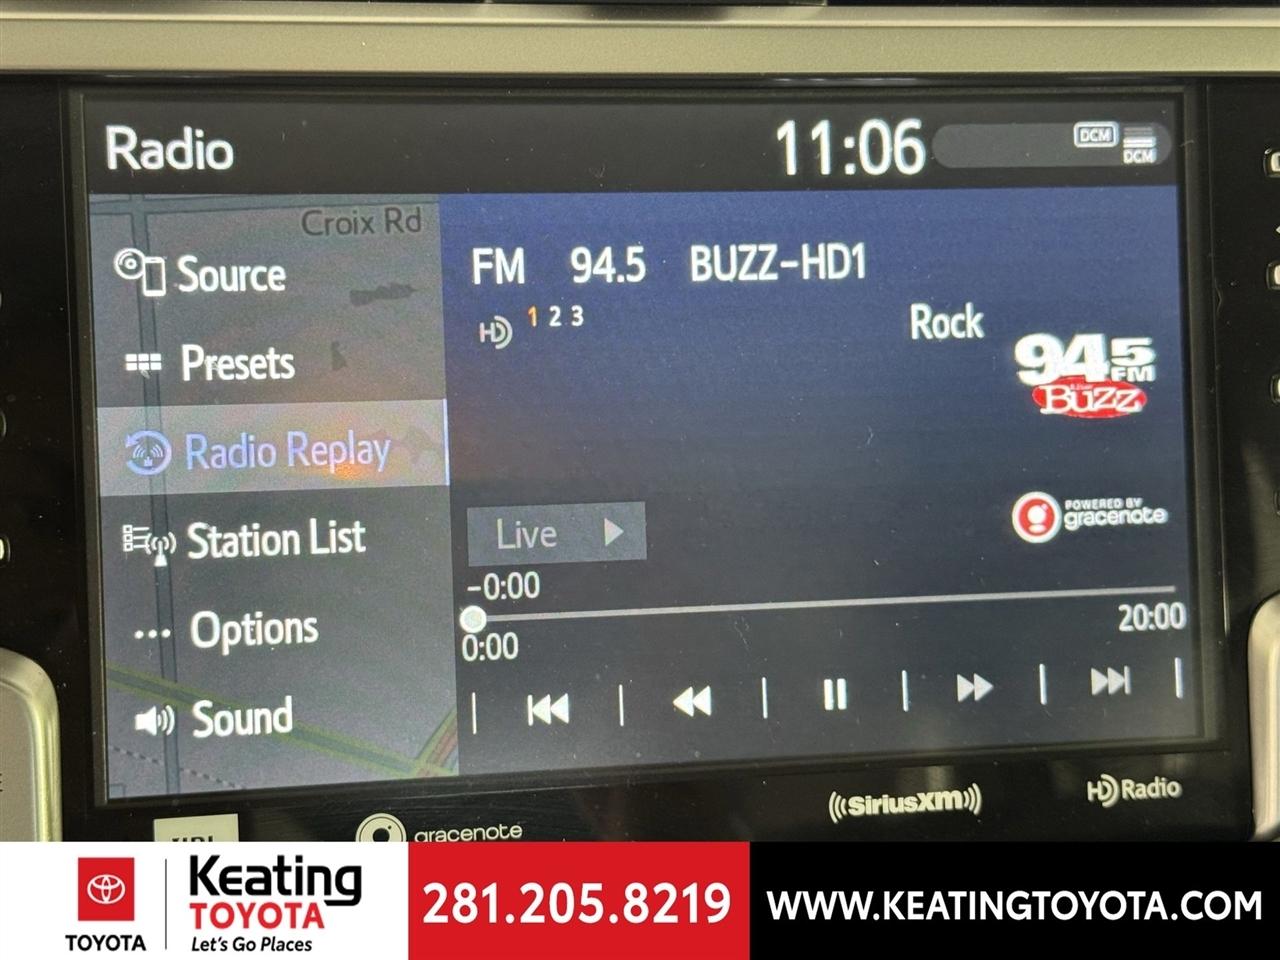 Radio
11:06
DCM
DCM
Croix Rd
Source
Presets
Radio Replay
Station List
Options
Sound
FM 94.5 BUZZ-HD1
HD 1 2 3
Rock
94.5
FM
Buzz
POWERED BY
gracenote
Live
-0:00
0:00
20:00
SiriusXM
HD Radio
gracenote
TOYOTA
Keating
TOYOTA
Let's Go Places
281.205.8219
WWW.KEATINGTOYOTA.COM